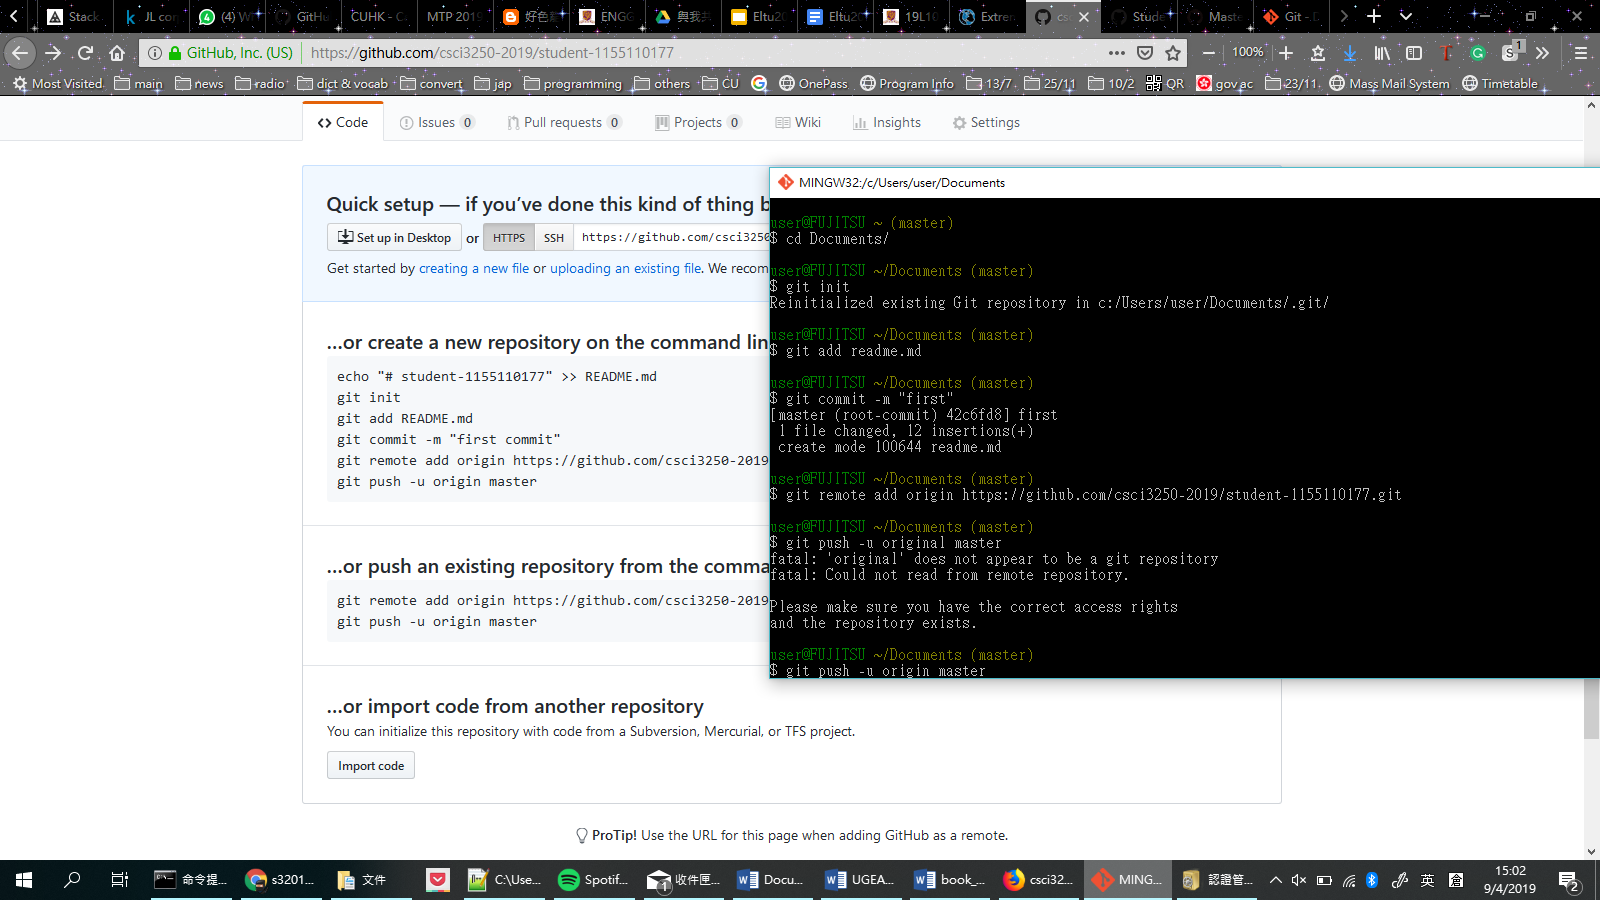 Stack
JL cor
(4) W
GitHu
CUHK - C
MTP 2019
好色
ENGG
與我
Eltu20
Eltu20
19L1
Extren
csc
Stude
Maste
Git - D
GitHub, Inc. (US)
https://github.com/csci3250-2019/student-1155110177
100%
1
Most Visited
main
news
radio
dict & vocab
convert
jap
programming
others
CU
OnePass
Program Info
13/7
25/11
10/2
QR
gov ac
23/11
Mass Mail System
Timetable
Code
Issues 0
Pull requests 0
Projects 0
Wiki
Insights
Settings
Quick setup — if you've done this kind of thing b
Set up in Desktop or HTTPS SSH https://github.com/csci3250
Get started by creating a new file or uploading an existing file. We recom
...or create a new repository on the command lin
echo "# student-1155110177" >> README.md
git init
git add README.md
git commit -m "first commit"
git remote add origin https://github.com/csci3250-2019
git push -u origin master
...or push an existing repository from the comma
git remote add origin https://github.com/csci3250-2019
git push -u origin master
...or import code from another repository
You can initialize this repository with code from a Subversion, Mercurial, or TFS project.
Import code
ProTip! Use the URL for this page when adding GitHub as a remote.
MINGW32:/c/Users/user/Documents
user@FUJITSU ~ (master)
$ cd Documents/
user@FUJITSU ~/Documents (master)
$ git init
Reinitialized existing Git repository in c:/Users/user/Documents/.git/
user@FUJITSU ~/Documents (master)
$ git add readme.md
user@FUJITSU ~/Documents (master)
$ git commit -m "first"
[master (root-commit) 42c6fd8] first
1 file changed, 12 insertions(+)
create mode 100644 readme.md
user@FUJITSU ~/Documents (master)
$ git remote add origin https://github.com/csci3250-2019/student-1155110177.git
user@FUJITSU ~/Documents (master)
$ git push -u original master
fatal: 'original' does not appear to be a git repository
fatal: Could not read from remote repository.
Please make sure you have the correct access rights
and the repository exists.
user@FUJITSU ~/Documents (master)
$ git push -u origin master
命令提...
s3201...
文件
C:\Use...
Spotif...
1
收件匣...
Docu...
UGEA...
book_...
csci32...
MING...
認證管...
英
倉
15:02
9/4/2019
2